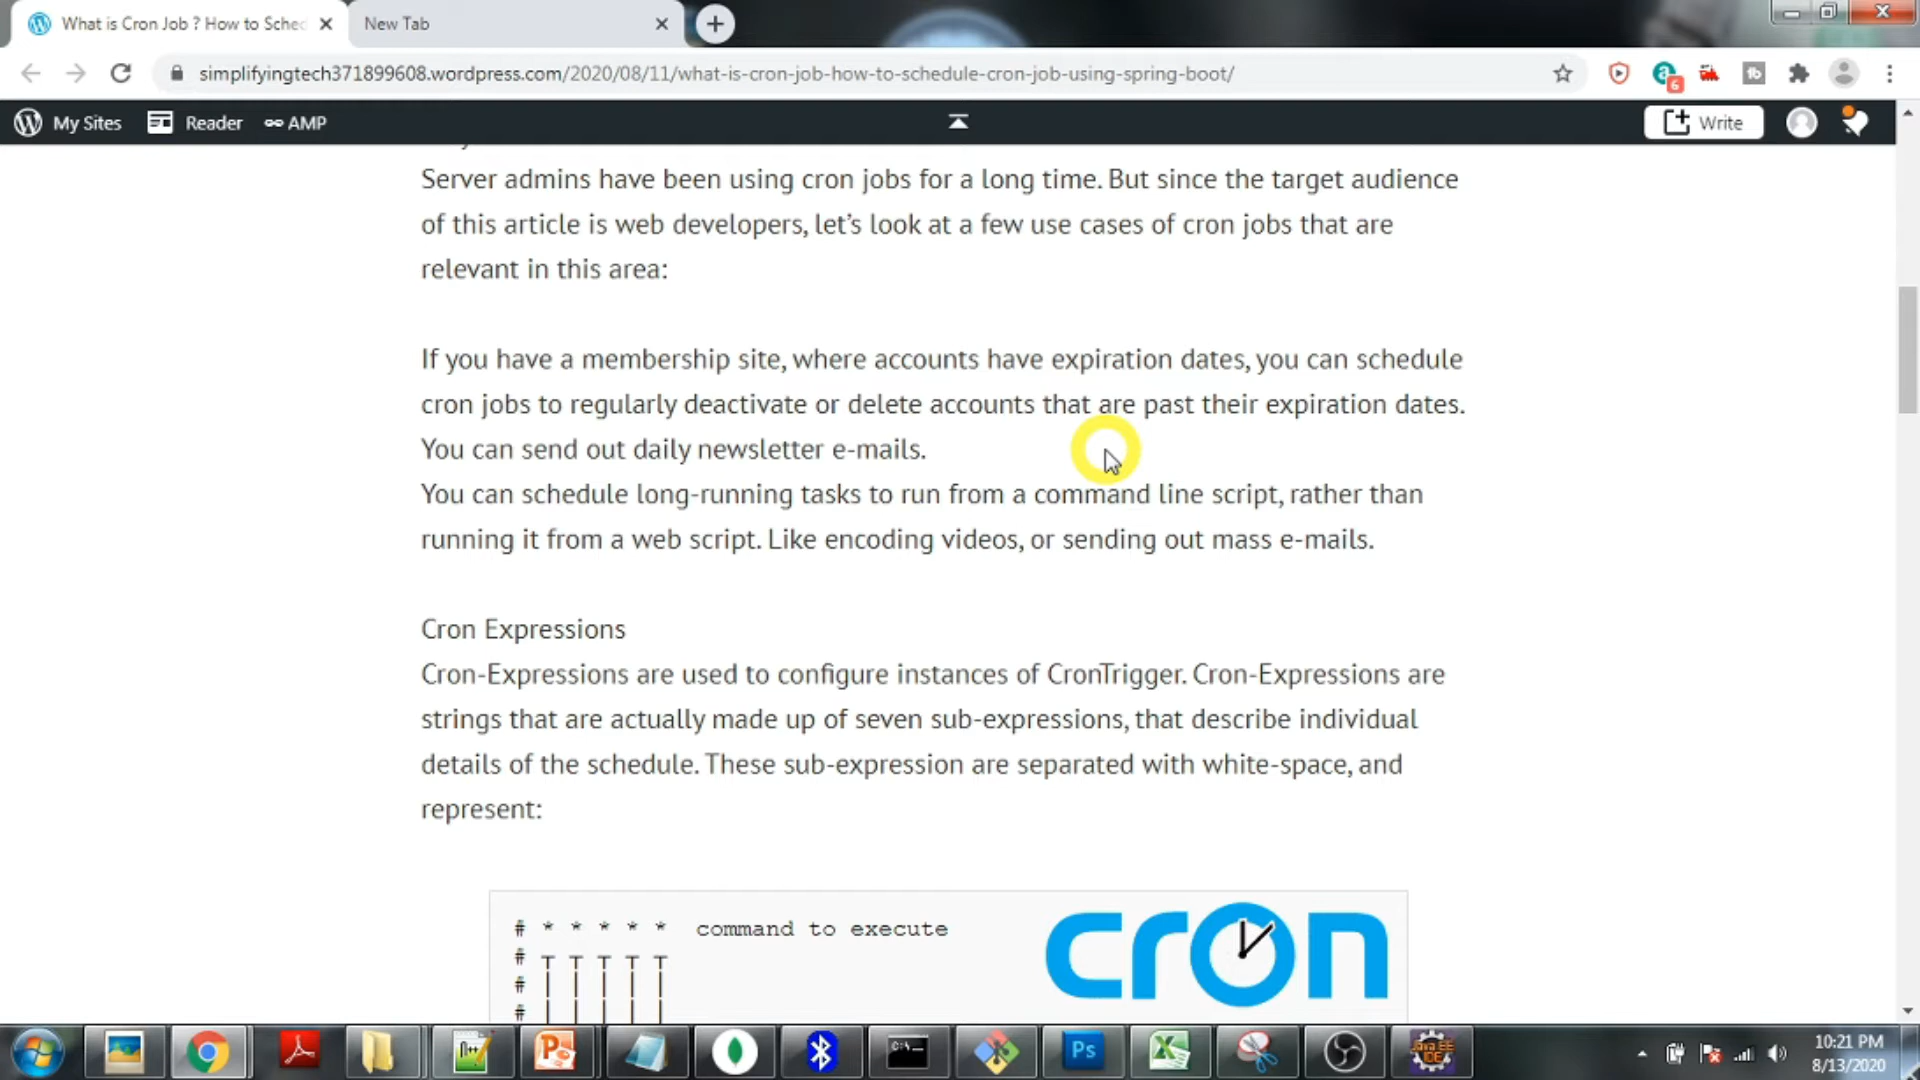 What is Cron Job ? How to Sche
New Tab
simplifyingtech371899608.wordpress.com/2020/08/11/what-is-cron-job-how-to-schedule-cron-job-using-spring-boot/
6
My Sites
Reader
AMP
Write
Server admins have been using cron jobs for a long time. But since the target audience
of this article is web developers, let’s look at a few use cases of cron jobs that are
relevant in this area:
If you have a membership site, where accounts have expiration dates, you can schedule
cron jobs to regularly deactivate or delete accounts that are past their expiration dates.
You can send out daily newsletter e-mails.
You can schedule long-running tasks to run from a command line script, rather than
running it from a web script. Like encoding videos, or sending out mass e-mails.
Cron Expressions
Cron-Expressions are used to configure instances of CronTrigger. Cron-Expressions are
strings that are actually made up of seven sub-expressions, that describe individual
details of the schedule. These sub-expression are separated with white-space, and
represent:
# * * * * * command to execute
#
#
#
cron
Ps
Java EE
IDE
10:21 PM
8/13/2020